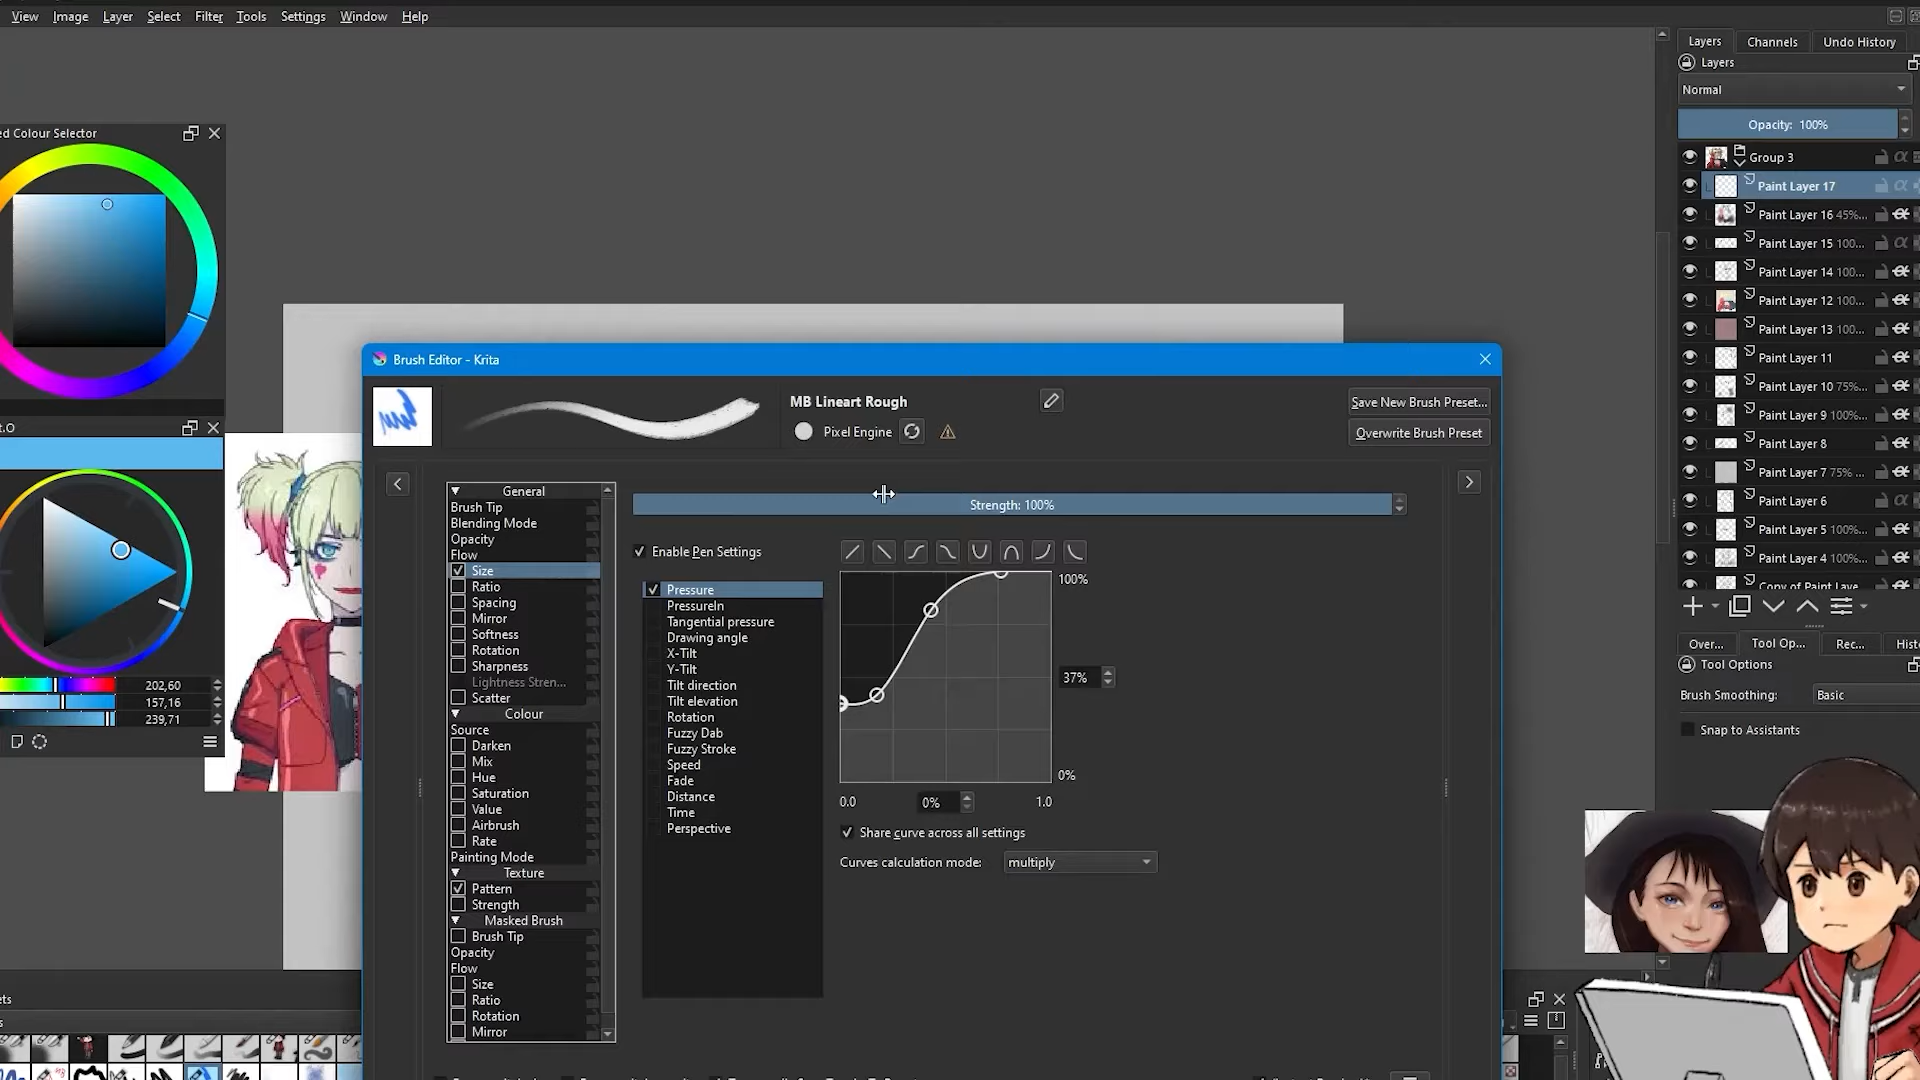 View Image Layer Select Filter Tools Settings Window Help
ed Colour Selector
t.O
202,60
157,16
239,71
ets
s
Brush Editor - Krita
MB Lineart Rough
Pixel Engine
Save New Brush Preset...
Overwrite Brush Preset
General
Brush Tip
Blending Mode
Opacity
Flow
Size
Ratio
Spacing
Mirror
Softness
Rotation
Sharpness
Lightness Stren...
Scatter
Colour
Source
Darken
Mix
Hue
Saturation
Value
Airbrush
Rate
Painting Mode
Texture
Pattern
Strength
Masked Brush
Brush Tip
Opacity
Flow
Size
Ratio
Rotation
Mirror
Strength: 100%
Enable Pen Settings
Pressure
PressureIn
Tangential pressure
Drawing angle
X-Tilt
Y-Tilt
Tilt direction
Tilt elevation
Rotation
Fuzzy Dab
Fuzzy Stroke
Speed
Fade
Distance
Time
Perspective
100%
37%
0%
0.0 0% 1.0
Share curve across all settings
Curves calculation mode: multiply
Layers Channels Undo History
Layers
Normal
Opacity: 100%
Group 3
Paint Layer 17
Paint Layer 16 45%...
Paint Layer 15 100...
Paint Layer 14 100...
Paint Layer 12 100...
Paint Layer 13 100...
Paint Layer 11
Paint Layer 10 75%...
Paint Layer 9 100%...
Paint Layer 8
Paint Layer 7 75% ...
Paint Layer 6
Paint Layer 5 100%...
Paint Layer 4 100%...
Copy of Paint Laye...
Over... Tool Op... Rec... Histo
Tool Options
Brush Smoothing: Basic
Snap to Assistants